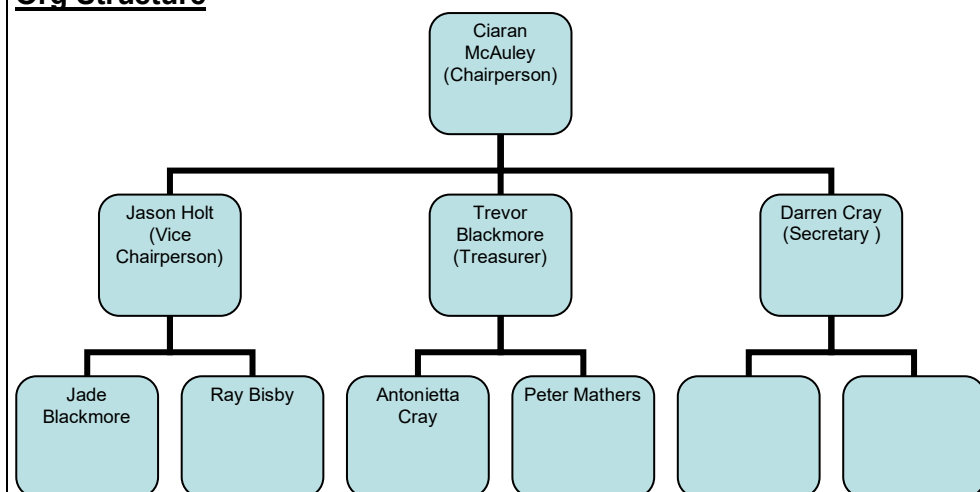 Org Structure
Ciaran
McAuley
(Chairperson)
Jason Holt
(Vice
Chairperson)
Trevor
Blackmore
(Treasurer)
Darren Cray
(Secretary )
Jade
Blackmore
Ray Bisby
Antonietta
Cray
Peter Mathers